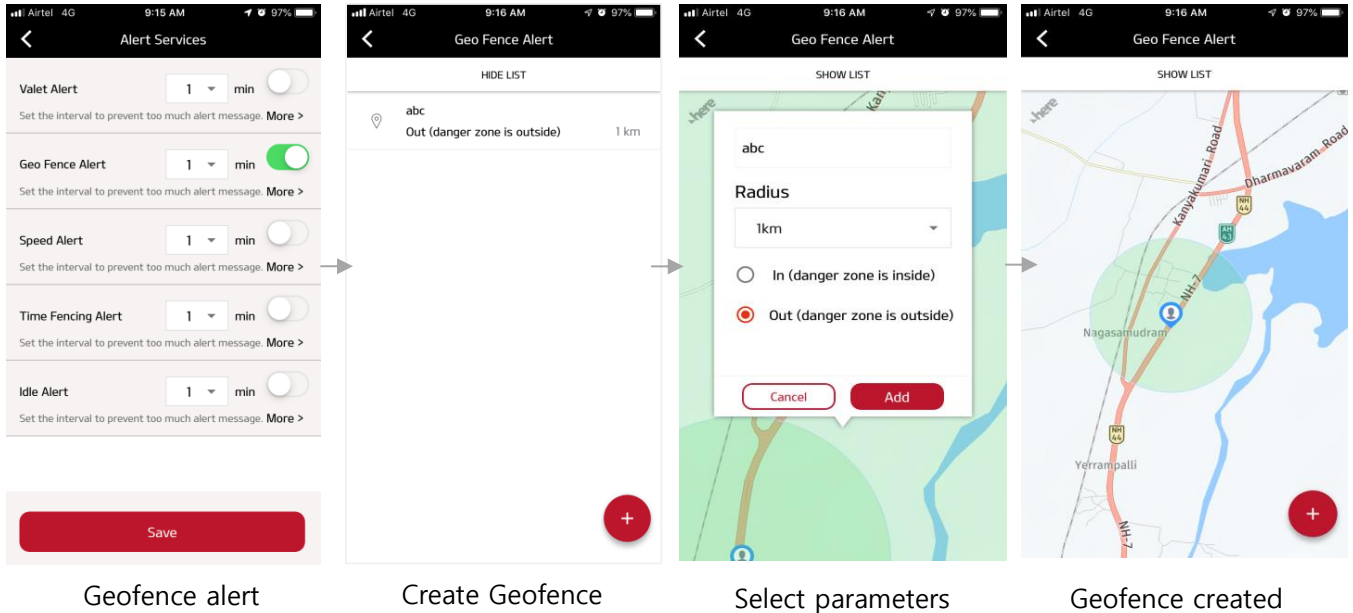 Airtel 4G 9:15 AM 97%
Alert Services
Valet Alert 1 min
Set the interval to prevent too much alert message. More >
Geo Fence Alert 1 min
Set the interval to prevent too much alert message. More >
Speed Alert 1 min
Set the interval to prevent too much alert message. More >
Time Fencing Alert 1 min
Set the interval to prevent too much alert message. More >
Idle Alert 1 min
Set the interval to prevent too much alert message. More >
Save
Geofence alert
Airtel 4G 9:16 AM 97%
Geo Fence Alert
HIDE LIST
abc
Out (danger zone is outside) 1 km
+
Create Geofence
Airtel 4G 9:16 AM 97%
Geo Fence Alert
SHOW LIST
here
Kan
abc
Radius
1km
In (danger zone is inside)
Out (danger zone is outside)
Cancel Add
Select parameters
Airtel 4G 9:16 AM 97%
Geo Fence Alert
SHOW LIST
here
Kanyakumari Road
Dharmavaram Road
NH 44
AH 43
NH-7
Nagasamudram
NH 44
Yerrampalli
NH-7
+
Geofence created